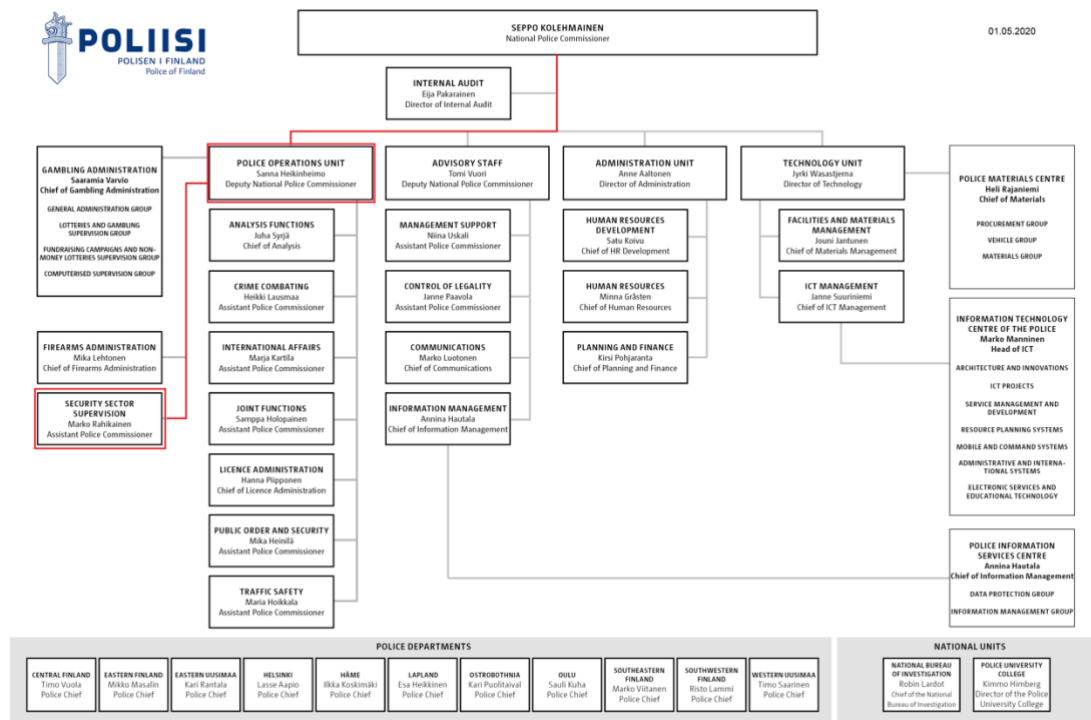 POLIISI
POLISEN I FINLAND
Police of Finland
SEPPO KOLEHMAINEN
National Police Commissioner
01.05.2020
INTERNAL AUDIT
Eija Pakarainen
Director of Internal Audit
GAMBLING ADMINISTRATION
Saaramia Varvio
Chief of Gambling Administration
GENERAL ADMINISTRATION GROUP
LOTTERIES AND GAMBLING
SUPERVISION GROUP
FUNDRAISING CAMPAIGNS AND NON-
MONEY LOTTERIES SUPERVISION GROUP
COMPUTERISED SUPERVISION GROUP
FIREARMS ADMINISTRATION
Mika Lehtonen
Chief of Firearms Administration
SECURITY SECTOR
SUPERVISION
Marko Rahikainen
Assistant Police Commissioner
POLICE OPERATIONS UNIT
Sanna Heikinheimo
Deputy National Police Commissioner
ANALYSIS FUNCTIONS
Juha Syrjä
Chief of Analysis
CRIME COMBATING
Heikki Lausmaa
Assistant Police Commissioner
INTERNATIONAL AFFAIRS
Marja Kartila
Assistant Police Commissioner
JOINT FUNCTIONS
Samppa Holopainen
Assistant Police Commissioner
LICENCE ADMINISTRATION
Hanna Piipponen
Chief of Licence Administration
PUBLIC ORDER AND SECURITY
Mika Heinilä
Assistant Police Commissioner
TRAFFIC SAFETY
Maria Hoikkala
Assistant Police Commissioner
ADVISORY STAFF
Tomi Vuori
Deputy National Police Commissioner
MANAGEMENT SUPPORT
Niina Uskali
Assistant Police Commissioner
CONTROL OF LEGALITY
Janne Paavola
Assistant Police Commissioner
COMMUNICATIONS
Marko Luotonen
Chief of Communications
INFORMATION MANAGEMENT
Annina Hautala
Chief of Information Management
ADMINISTRATION UNIT
Anne Aaltonen
Director of Administration
HUMAN RESOURCES
DEVELOPMENT
Satu Koivu
Chief of HR Development
HUMAN RESOURCES
Minna Gråsten
Chief of Human Resources
PLANNING AND FINANCE
Kirsi Pohjaranta
Chief of Planning and Finance
TECHNOLOGY UNIT
Jyrki Wasastjerna
Director of Technology
FACILITIES AND MATERIALS
MANAGEMENT
Jouni Jantunen
Chief of Materials Management
ICT MANAGEMENT
Janne Suuriniemi
Chief of ICT Management
POLICE MATERIALS CENTRE
Heli Rajaniemi
Chief of Materials
PROCUREMENT GROUP
VEHICLE GROUP
MATERIALS GROUP
INFORMATION TECHNOLOGY
CENTRE OF THE POLICE
Marko Manninen
Head of ICT
ARCHITECTURE AND INNOVATIONS
ICT PROJECTS
SERVICE MANAGEMENT AND
DEVELOPMENT
RESOURCE PLANNING SYSTEMS
MOBILE AND COMMAND SYSTEMS
ADMINISTRATIVE AND INTERNA-
TIONAL SYSTEMS
ELECTRONIC SERVICES AND
EDUCATIONAL TECHNOLOGY
POLICE INFORMATION
SERVICES CENTRE
Annina Hautala
Chief of Information Management
DATA PROTECTION GROUP
INFORMATION MANAGEMENT GROUP
POLICE DEPARTMENTS
CENTRAL FINLAND
Timo Vuola
Police Chief
EASTERN FINLAND
Mikko Masalin
Police Chief
EASTERN UUSIMAA
Kari Rantala
Police Chief
HELSINKI
Lasse Aapio
Police Chief
HÄME
Ilkka Koskimäki
Police Chief
LAPLAND
Esa Heikkinen
Police Chief
OSTROBOTHNIA
Kari Puolitaival
Police Chief
OULU
Sauli Kuha
Police Chief
SOUTHEASTERN
FINLAND
Marko Viitanen
Police Chief
SOUTHWESTERN
FINLAND
Risto Lammi
Police Chief
WESTERN UUSIMAA
Timo Saarinen
Police Chief
NATIONAL UNITS
NATIONAL BUREAU
OF INVESTIGATION
Robin Lardot
Chief of the National
Bureau of Investigation
POLICE UNIVERSITY
COLLEGE
Kimmo Himberg
Director of the Police
University College